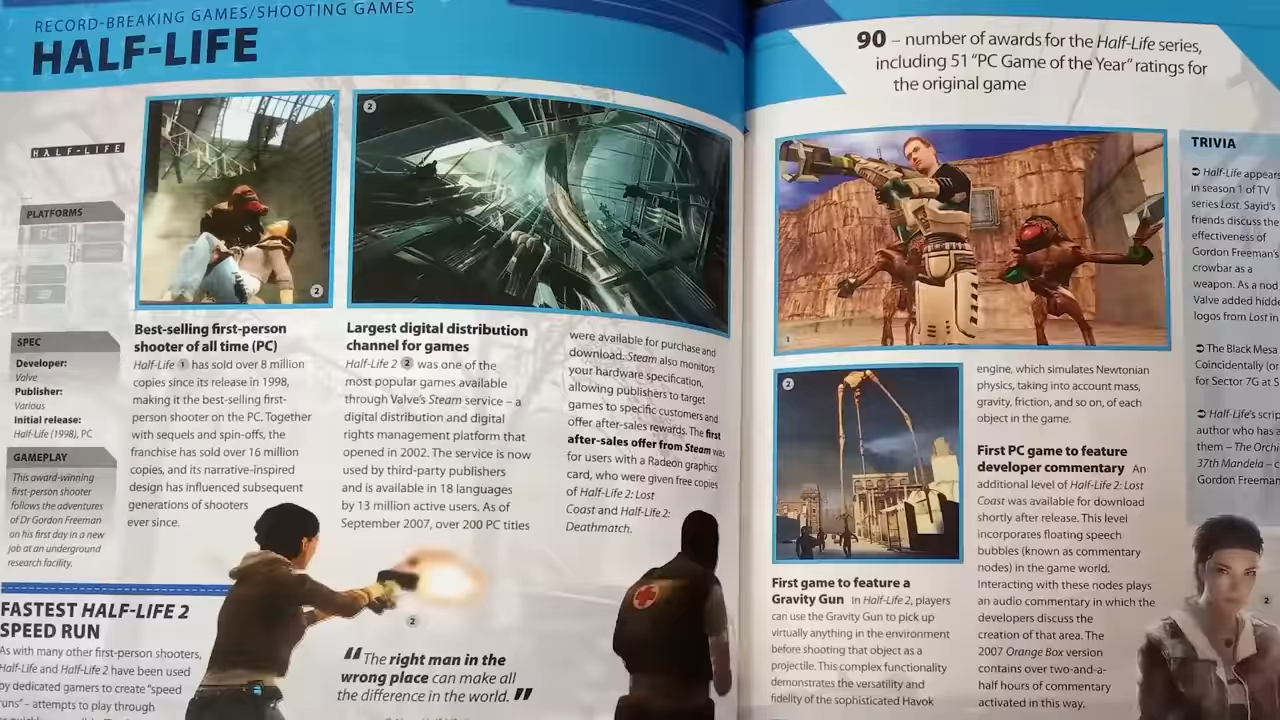 RECORD-BREAKING GAMES/SHOOTING GAMES
HALF-LIFE
HALF-LIFE
PLATFORMS
PC
SPEC
Developer:
Valve
Publisher:
Various
Initial release:
Half-Life (1998), PC
GAMEPLAY
This award-winning
first-person shooter
follows the adventures
of Dr Gordon Freeman
on his first day in a new
job at an underground
research facility.
2
Best-selling first-person
shooter of all time (PC)
Half-Life 1 has sold over 8 million
copies since its release in 1998,
making it the best-selling first-
person shooter on the PC. Together
with sequels and spin-offs, the
franchise has sold over 16 million
copies, and its narrative-inspired
design has influenced subsequent
generations of shooters
ever since.
2
Largest digital distribution
channel for games
Half-Life 2 2 was one of the
most popular games available
through Valve's Steam service – a
digital distribution and digital
rights management platform that
opened in 2002. The service is now
used by third-party publishers
and is available in 18 languages
by 13 million active users. As of
September 2007, over 200 PC titles
were available for purchase and
download. Steam also monitors
your hardware specification,
allowing publishers to target
games to specific customers and
offer after-sales rewards. The first
after-sales offer from Steam was
for users with a Radeon graphics
card, who were given free copies
of Half-Life 2: Lost
Coast and Half-Life 2:
Deathmatch.
FASTEST HALF-LIFE 2
SPEED RUN
As with many other first-person shooters,
Half-Life and Half-Life 2 have been used
by dedicated gamers to create "speed
runs" – attempts to play through
2
"The right man in the
wrong place can make all
the difference in the world."
90 – number of awards for the Half-Life series,
including 51 "PC Game of the Year" ratings for
the original game
1
2
First game to feature a
Gravity Gun In Half-Life 2, players
can use the Gravity Gun to pick up
virtually anything in the environment
before shooting that object as a
projectile. This complex functionality
demonstrates the versatility and
fidelity of the sophisticated Havok
engine, which simulates Newtonian
physics, taking into account mass,
gravity, friction, and so on, of each
object in the game.
First PC game to feature
developer commentary An
additional level of Half-Life 2: Lost
Coast was available for download
shortly after release. This level
incorporates floating speech
bubbles (known as commentary
nodes) in the game world.
Interacting with these nodes plays
an audio commentary in which the
developers discuss the
creation of that area. The
2007 Orange Box version
contains over two-and-a-
half hours of commentary
activated in this way.
TRIVIA
Half-Life appears
in season 1 of TV
series Lost. Sayid's
friends discuss the
effectiveness of
Gordon Freeman's
crowbar as a
weapon. As a nod
Valve added hidd
logos from Lost in
The Black Mesa
Coincidentally (or
for Sector 7G at S
Half-Life's scrip
author who has a
them – The Orchi
37th Mandela – c
Gordon Freeman
2